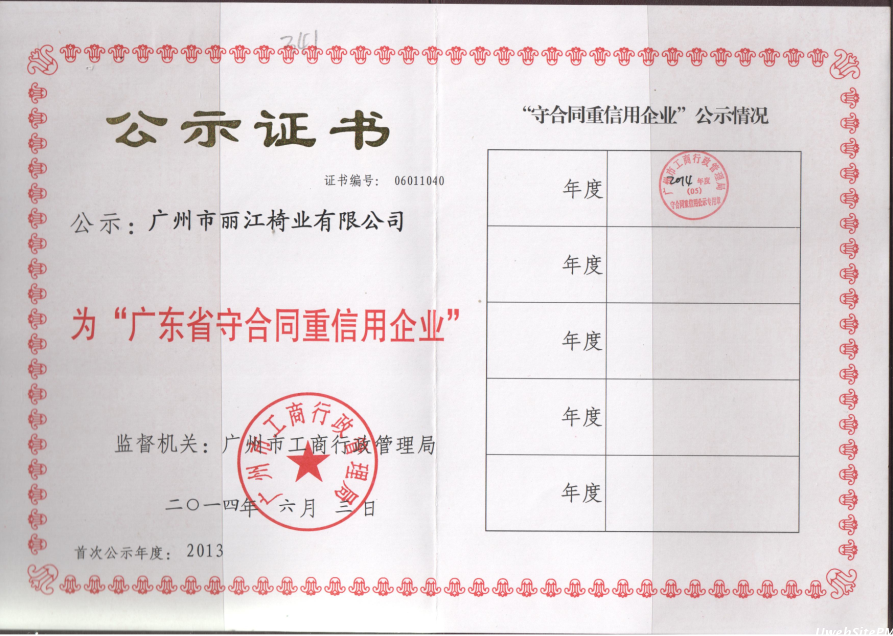 241
公示证书
证书编号： 06011040
公示：广州市丽江椅业有限公司
为“广东省守合同重信用企业”
监督机关：广州市工商行政管理局
广州市工商行政管理局
二〇一四年 六月 三日
首次公示年度： 2013
“守合同重信用企业”公示情况
年度
广州市工商行政管理局
2014 年度
(05)
守合同重信用公示专用章
年度
年度
年度
年度